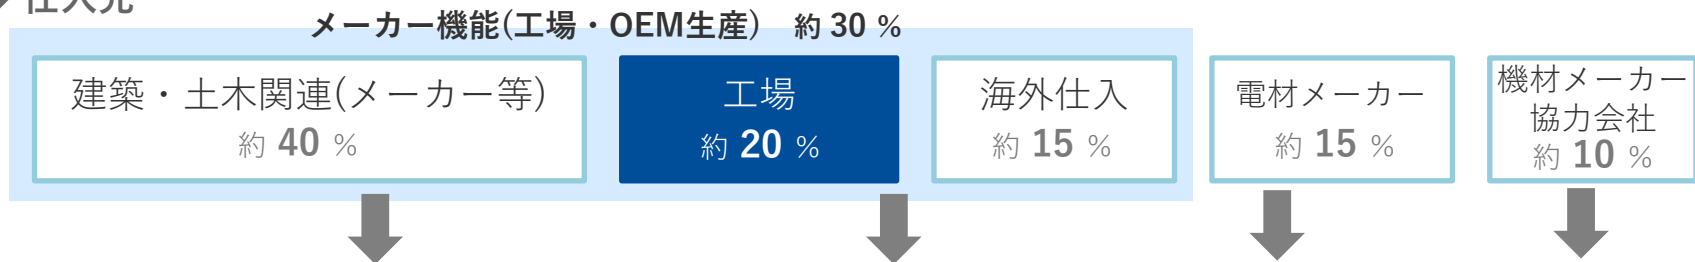 仕入先
メーカー機能(工場・OEM生産) 約 30 %
建築・土木関連(メーカー等)
約 40 %
工場
約 20 %
海外仕入
約 15 %
電材メーカー
約 15 %
機材メーカー
協力会社
約 10 %